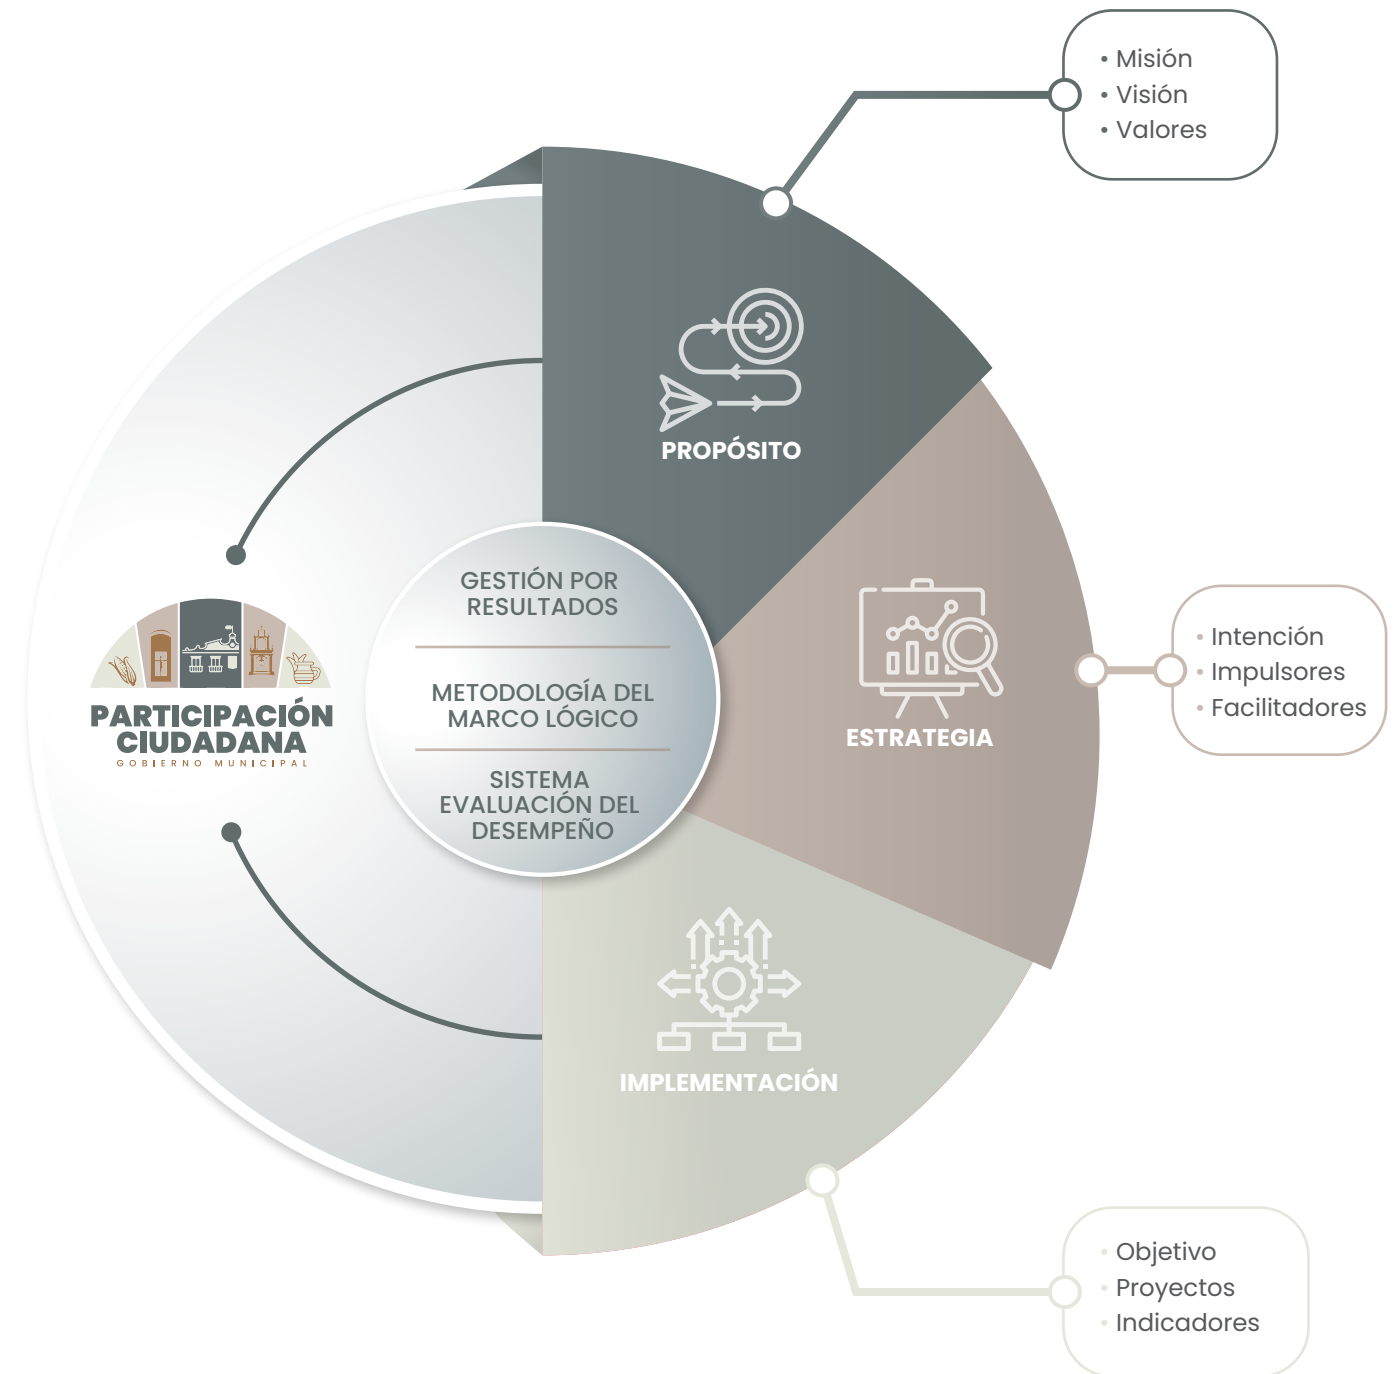 • Misión
• Visión
• Valores
PROPÓSITO
GESTIÓN POR
RESULTADOS
METODOLOGÍA DEL
MARCO LÓGICO
SISTEMA
EVALUACIÓN DEL
DESEMPEÑO
PARTICIPACIÓN
CIUDADANA
GOBIERNO MUNICIPAL
ESTRATEGIA
• Intención
• Impulsores
• Facilitadores
IMPLEMENTACIÓN
• Objetivo
• Proyectos
• Indicadores